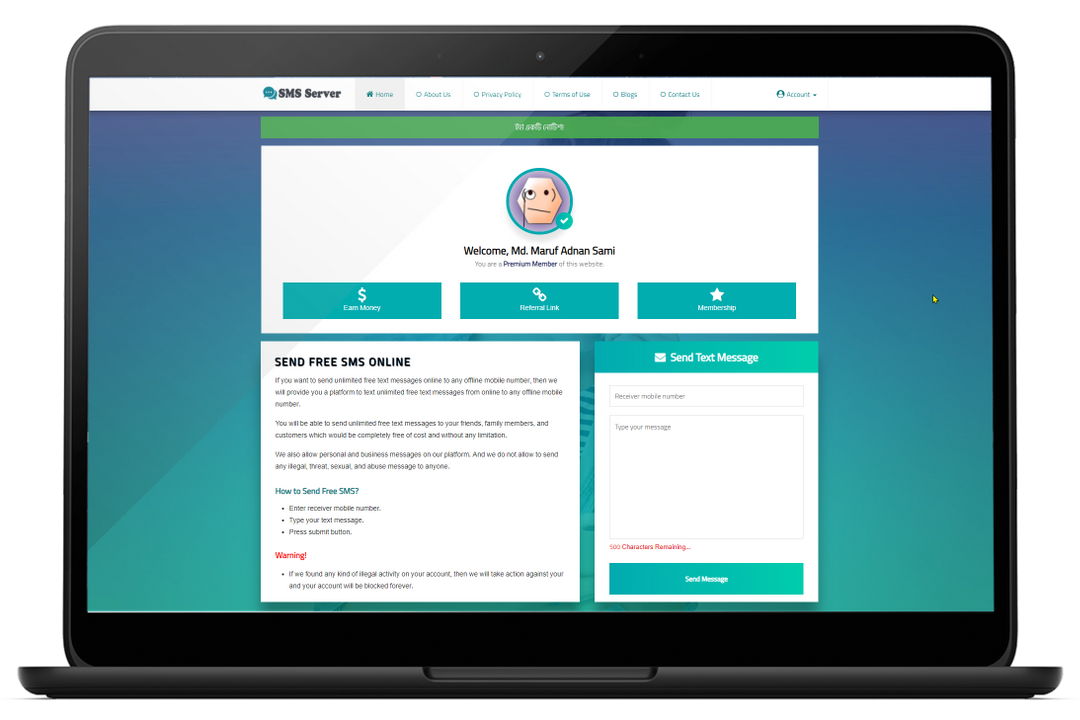 SMS Server
Home
About Us
Privacy Policy
Terms of Use
Blogs
Contact Us
Account
একটি নোটিশ!
Welcome, Md. Maruf Adnan Sami
You are a Premium Member of this website.
Earn Money
Referral Link
Membership
SEND FREE SMS ONLINE
If you want to send unlimited free text messages online to any offline mobile number, then we
will provide you a platform to text unlimited free text messages from online to any offline mobile
number.
You will be able to send unlimited free text messages to your friends, family members, and
customers which would be completely free of cost and without any limitation.
We also allow personal and business messages on our platform. And we do not allow to send
any illegal, threat, sexual, and abuse message to anyone.
How to Send Free SMS?
Enter receiver mobile number.
Type your text message.
Press submit button.
Warning!
If we found any kind of illegal activity on your account, then we will take action against your
and your account will be blocked forever.
Send Text Message
Receiver mobile number
Type your message
500 Characters Remaining...
Send Message